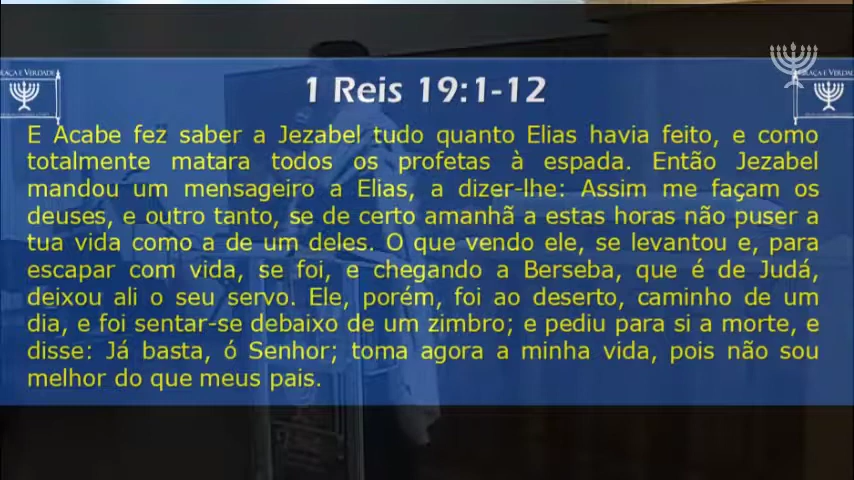 RAÇA E VERDADE
RAÇA E VERDADE
1 Reis 19:1-12
E Acabe fez saber a Jezabel tudo quanto Elias havia feito, e como
totalmente matara todos os profetas à espada. Então Jezabel
mandou um mensageiro a Elias, a dizer-lhe: Assim me façam os
deuses, e outro tanto, se de certo amanhã a estas horas não puser a
tua vida como a de um deles. O que vendo ele, se levantou e, para
escapar com vida, se foi, e chegando a Berseba, que é de Judá,
deixou ali o seu servo. Ele, porém, foi ao deserto, caminho de um
dia, e foi sentar-se debaixo de um zimbro; e pediu para si a morte, e
disse: Já basta, ó Senhor; toma agora a minha vida, pois não sou
melhor do que meus pais.